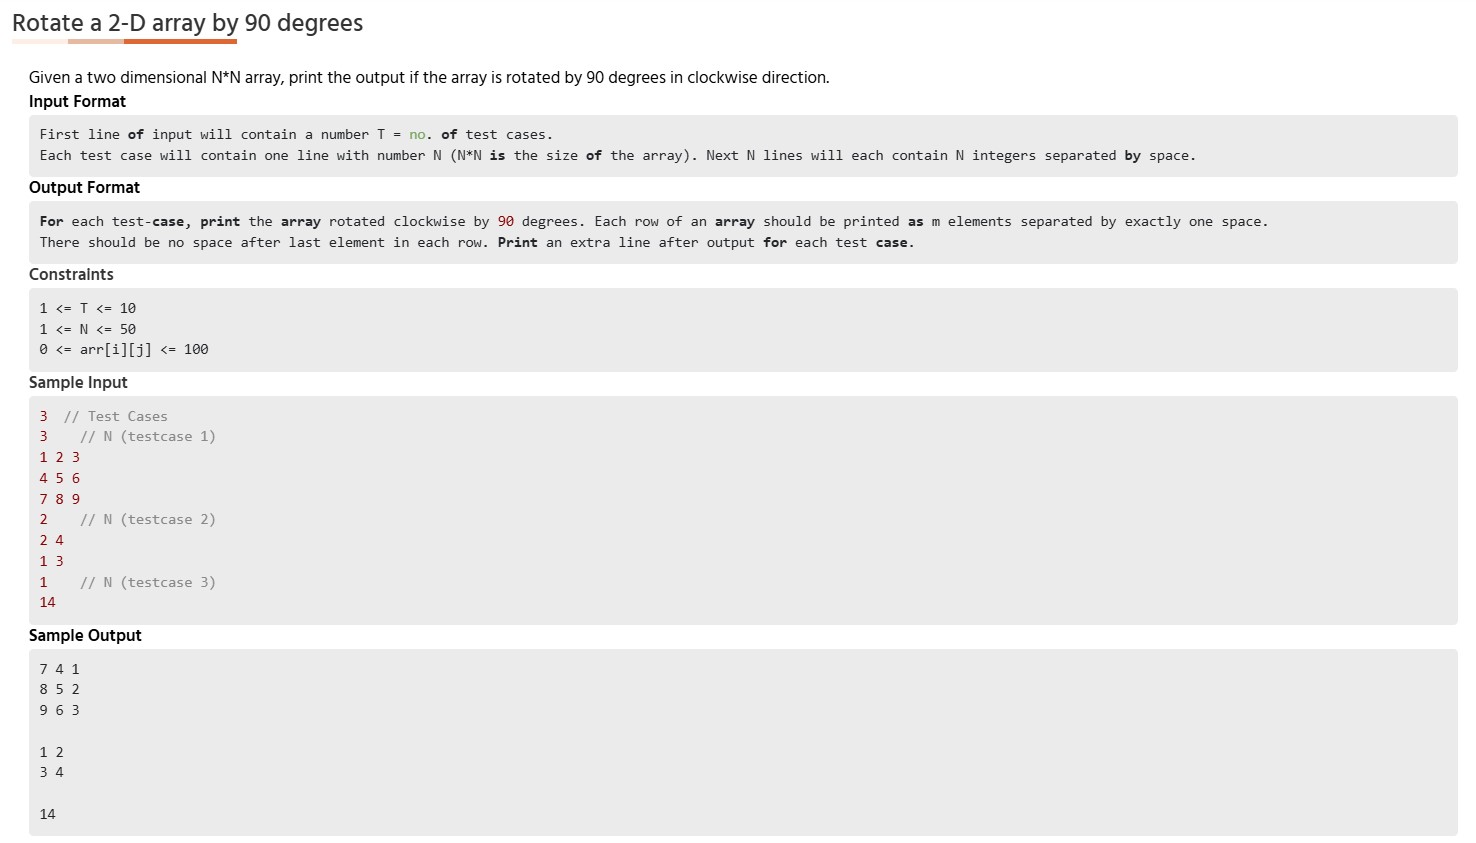 Rotate a 2-D array by 90 degrees
Given a two dimensional N*N array, print the output if the array is rotated by 90 degrees in clockwise direction.
Input Format
First line of input will contain a number T = no. of test cases.
Each test case will contain one line with number N (N*N is the size of the array). Next N lines will each contain N integers separated by space.
Output Format
For each test-case, print the array rotated clockwise by 90 degrees. Each row of an array should be printed as m elements separated by exactly one space.
There should be no space after last element in each row. Print an extra line after output for each test case.
Constraints
1 <= T <= 10
1 <= N <= 50
0 <= arr[i][j] <= 100
Sample Input
3  // Test Cases
3    // N (testcase 1)
1 2 3
4 5 6
7 8 9
2    // N (testcase 2)
2 4
1 3
1    // N (testcase 3)
14
Sample Output
7 4 1
8 5 2
9 6 3

1 2
3 4

14